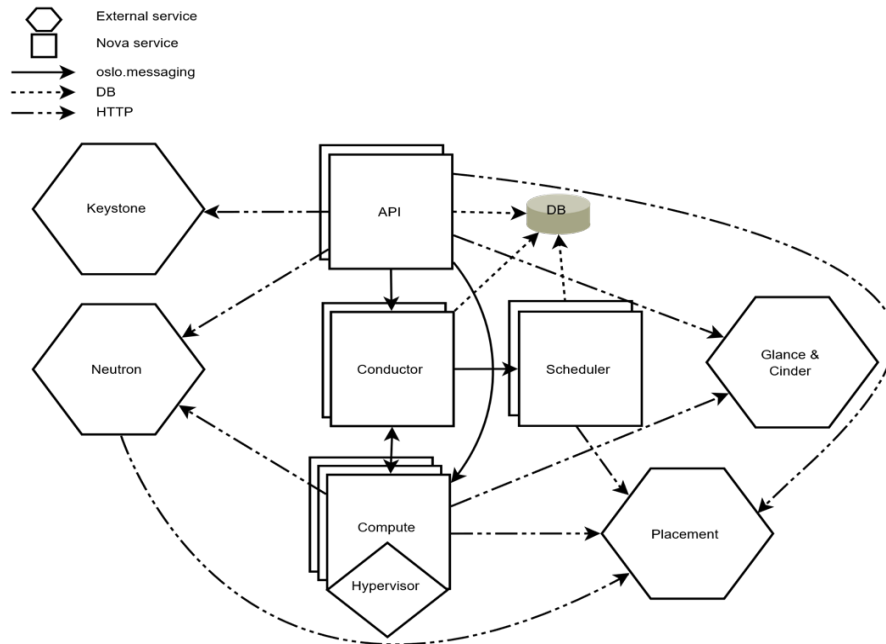 External service
Nova service
oslo.messaging
DB
HTTP
Keystone
API
DB
Neutron
Conductor
Scheduler
Glance &
Cinder
Compute
Placement
Hypervisor